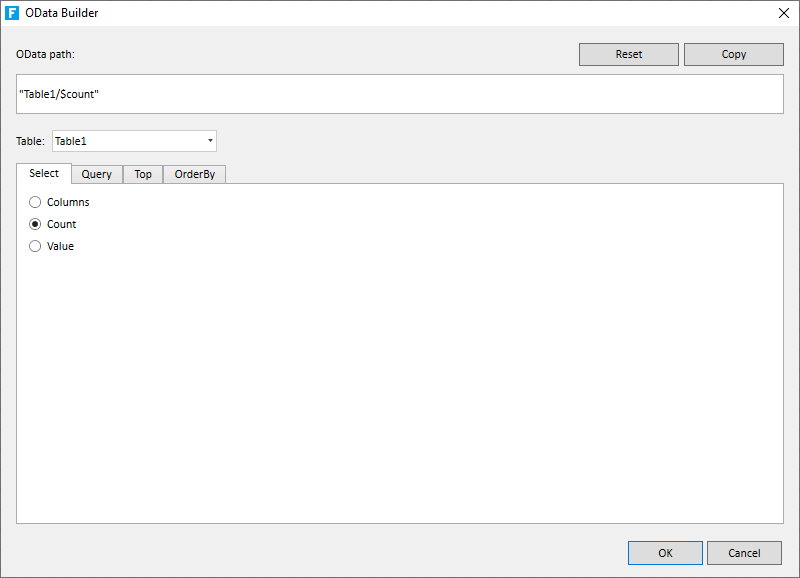 F OData Builder
OData path:
Reset
Copy
"Table1/$count"
Table:
Table1
Select
Query
Top
OrderBy
Columns
Count
Value
OK
Cancel